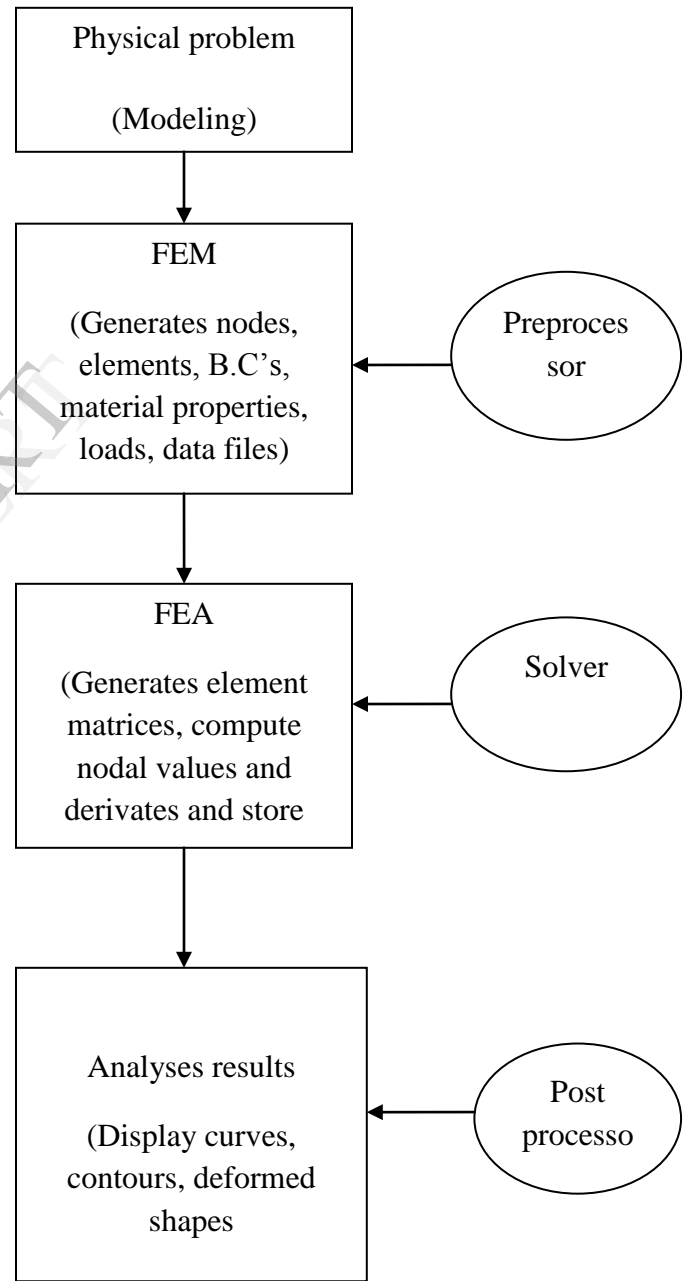 Physical problem
(Modeling)
FEM
(Generates nodes,
elements, B.C’s,
material properties,
loads, data files)
Preproces
sor
FEA
(Generates element
matrices, compute
nodal values and
derivates and store
Solver
Analyses results
(Display curves,
contours, deformed
shapes
Post
processo